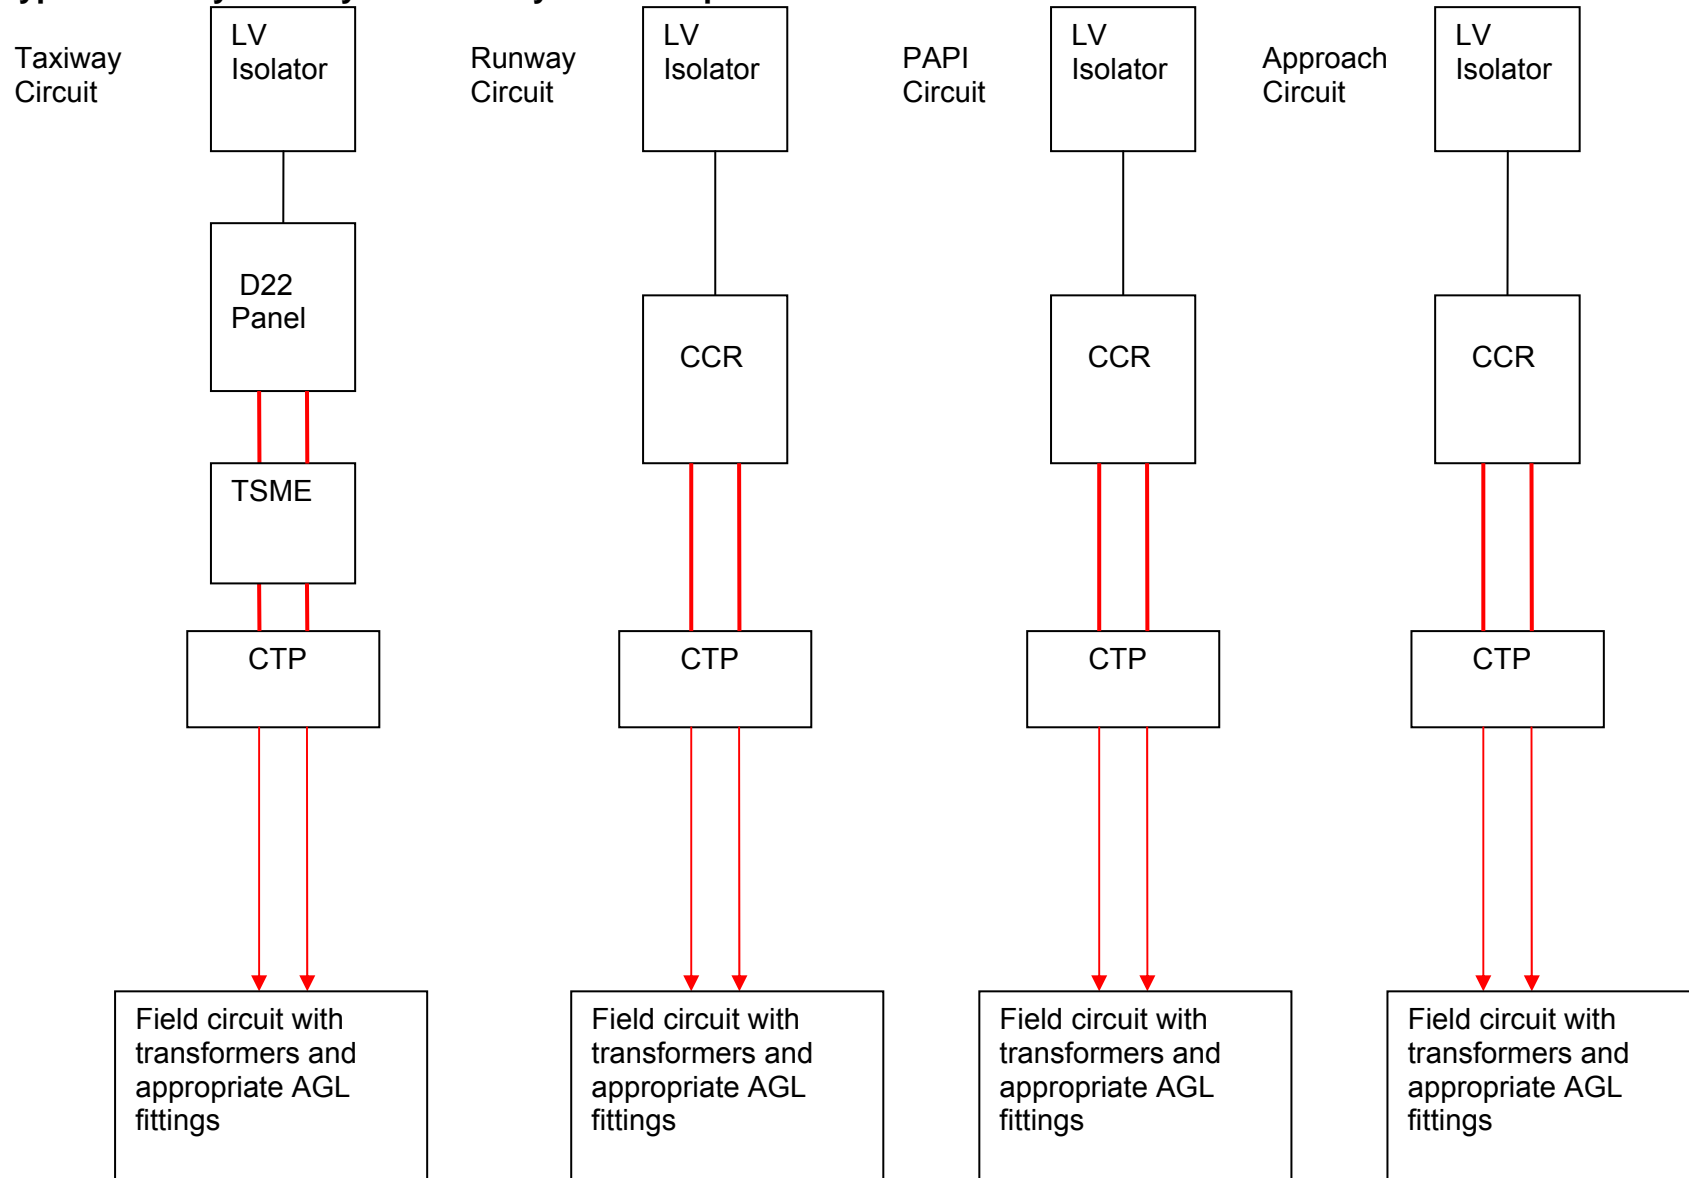 Taxiway
Circuit
LV
Isolator
D22
Panel
TSME
CTP
Field circuit with
transformers and
appropriate AGL
fittings
Runway
Circuit
LV
Isolator
CCR
CTP
Field circuit with
transformers and
appropriate AGL
fittings
PAPI
Circuit
LV
Isolator
CCR
CTP
Field circuit with
transformers and
appropriate AGL
fittings
Approach
Circuit
LV
Isolator
CCR
CTP
Field circuit with
transformers and
appropriate AGL
fittings